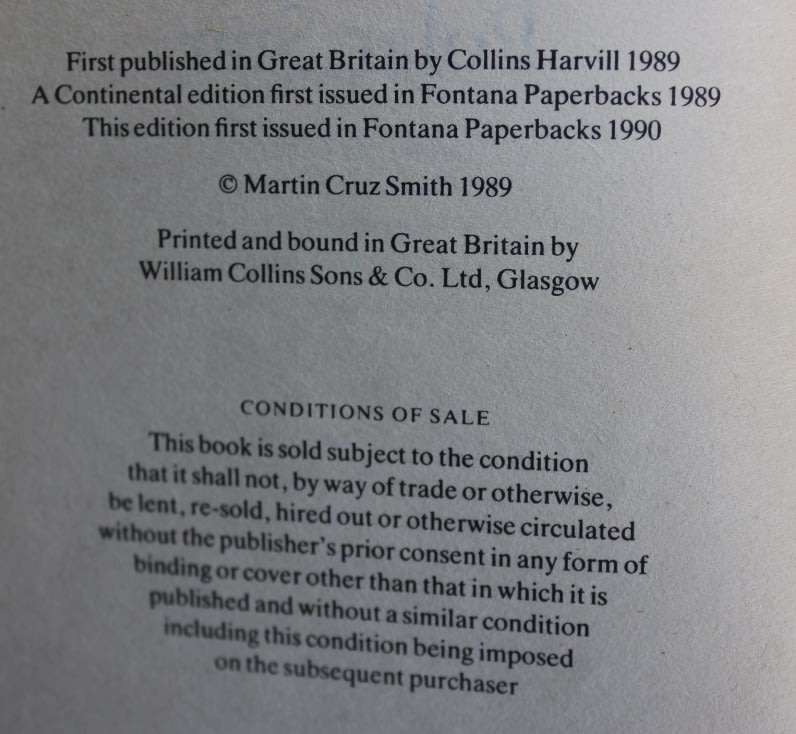 First published in Great Britain by Collins Harvill 1989
A Continental edition first issued in Fontana Paperbacks 1989
This edition first issued in Fontana Paperbacks 1990
© Martin Cruz Smith 1989
Printed and bound in Great Britain by
William Collins Sons & Co. Ltd, Glasgow
CONDITIONS OF SALE
This book is sold subject to the condition
that it shall not, by way of trade or otherwise,
be lent, re-sold, hired out or otherwise circulated
without the publisher's prior consent in any form of
binding or cover other than that in which it is
published and without a similar condition
including this condition being imposed
on the subsequent purchaser